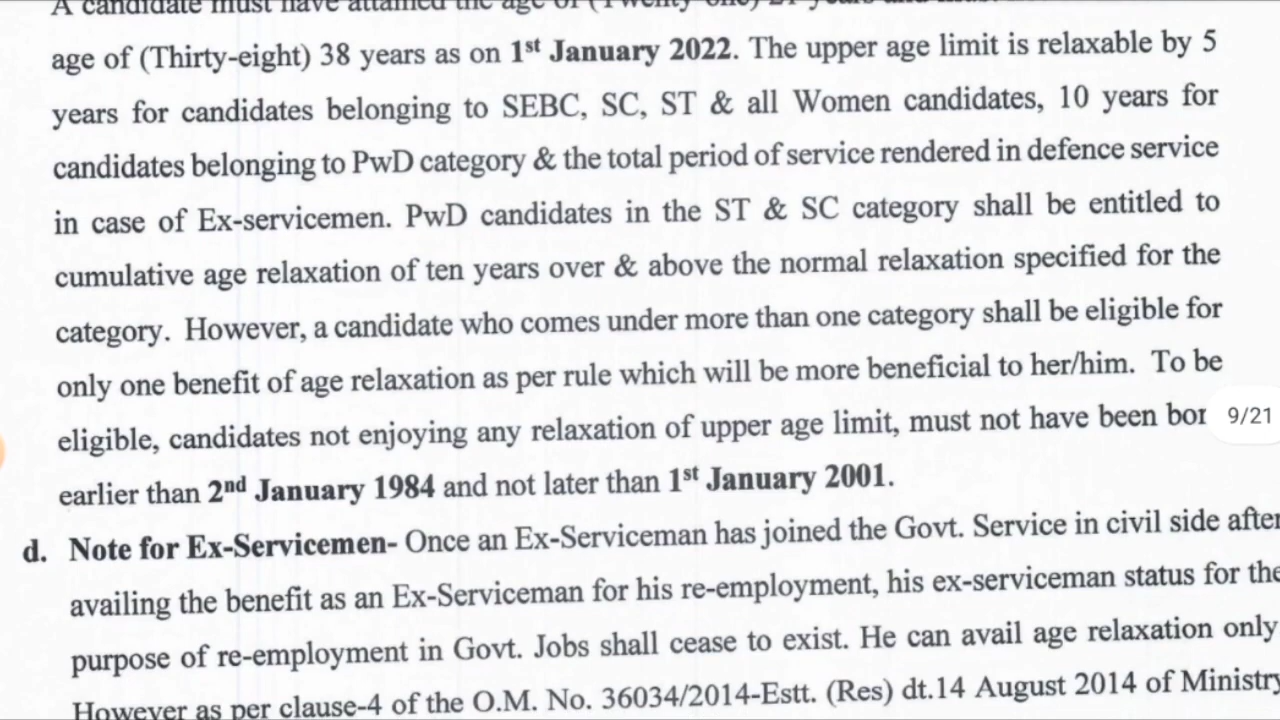 A candidate must have attained the age of (Twenty-one) 21 years and must
age of (Thirty-eight) 38 years as on 1st January 2022. The upper age limit is relaxable by 5
years for candidates belonging to SEBC, SC, ST & all Women candidates, 10 years for
candidates belonging to PwD category & the total period of service rendered in defence service
in case of Ex-servicemen. PwD candidates in the ST & SC category shall be entitled to
cumulative age relaxation of ten years over & above the normal relaxation specified for the
category. However, a candidate who comes under more than one category shall be eligible for
only one benefit of age relaxation as per rule which will be more beneficial to her/him. To be
eligible, candidates not enjoying any relaxation of upper age limit, must not have been bor
9/21
earlier than 2nd January 1984 and not later than 1st January 2001.
d. Note for Ex-Servicemen- Once an Ex-Serviceman has joined the Govt. Service in civil side after
availing the benefit as an Ex-Serviceman for his re-employment, his ex-serviceman status for the
purpose of re-employment in Govt. Jobs shall cease to exist. He can avail age relaxation only
However as per clause-4 of the O.M. No. 36034/2014-Estt. (Res) dt.14 August 2014 of Ministry